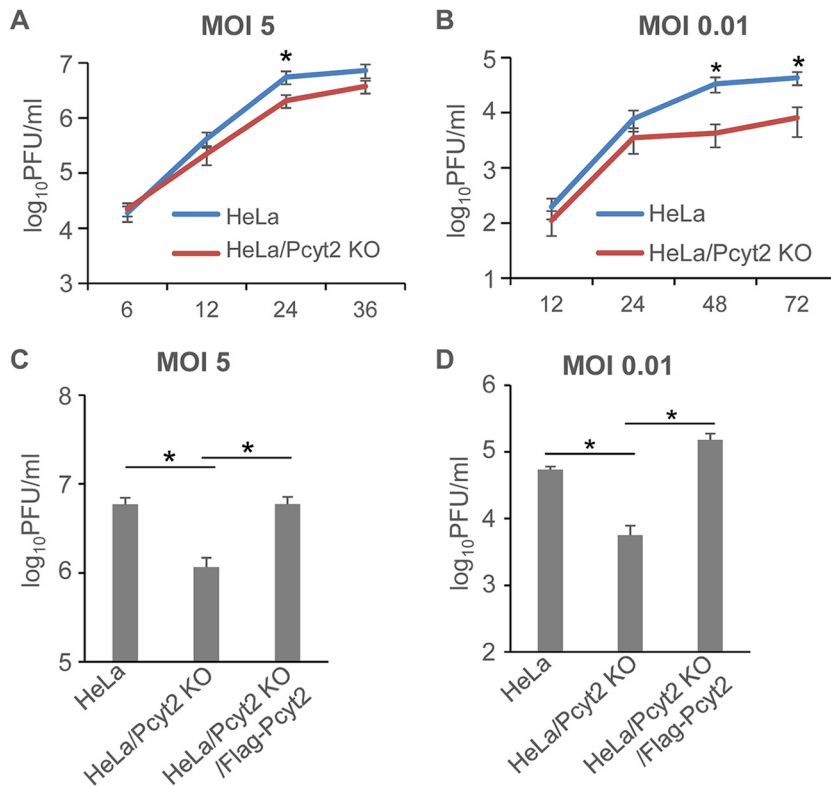 A
MOI 5
log10PFU/ml
7
6
5
4
3
*
HeLa
HeLa/Pcyt2 KO
6 12 24 36
B
MOI 0.01
log10PFU/ml
5
4
3
2
1
* *
HeLa
HeLa/Pcyt2 KO
12 24 48 72
C
MOI 5
log10PFU/ml
8
7
6
5
* *
HeLa
HeLa/Pcyt2 KO
HeLa/Pcyt2 KO
/Flag-Pcyt2
D
MOI 0.01
log10PFU/ml
6
5
4
3
2
* *
HeLa
HeLa/Pcyt2 KO
HeLa/Pcyt2 KO
/Flag-Pcyt2